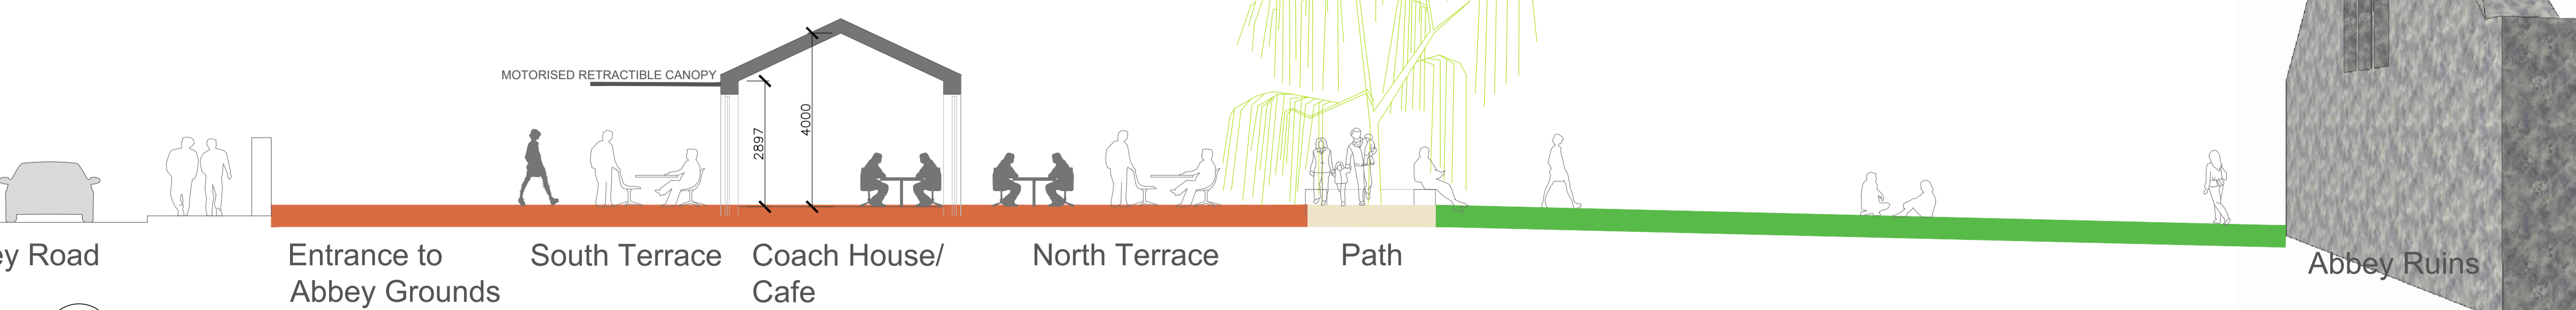 MOTORISED RETRACTIBLE CANOPY
2897
4000
ey Road
Entrance to
Abbey Grounds
South Terrace
Coach House/
Cafe
North Terrace
Path
Abbey Ruins